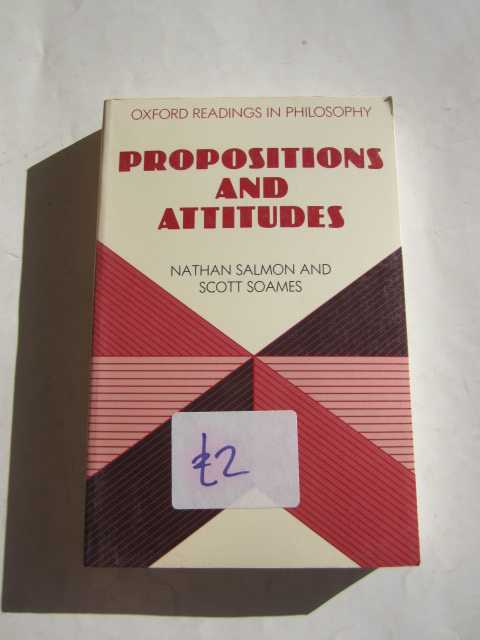 OXFORD READINGS IN PHILOSOPHY
PROPOSITIONS
AND
ATTITUDES
NATHAN SALMON AND
SCOTT SOAMES
£2